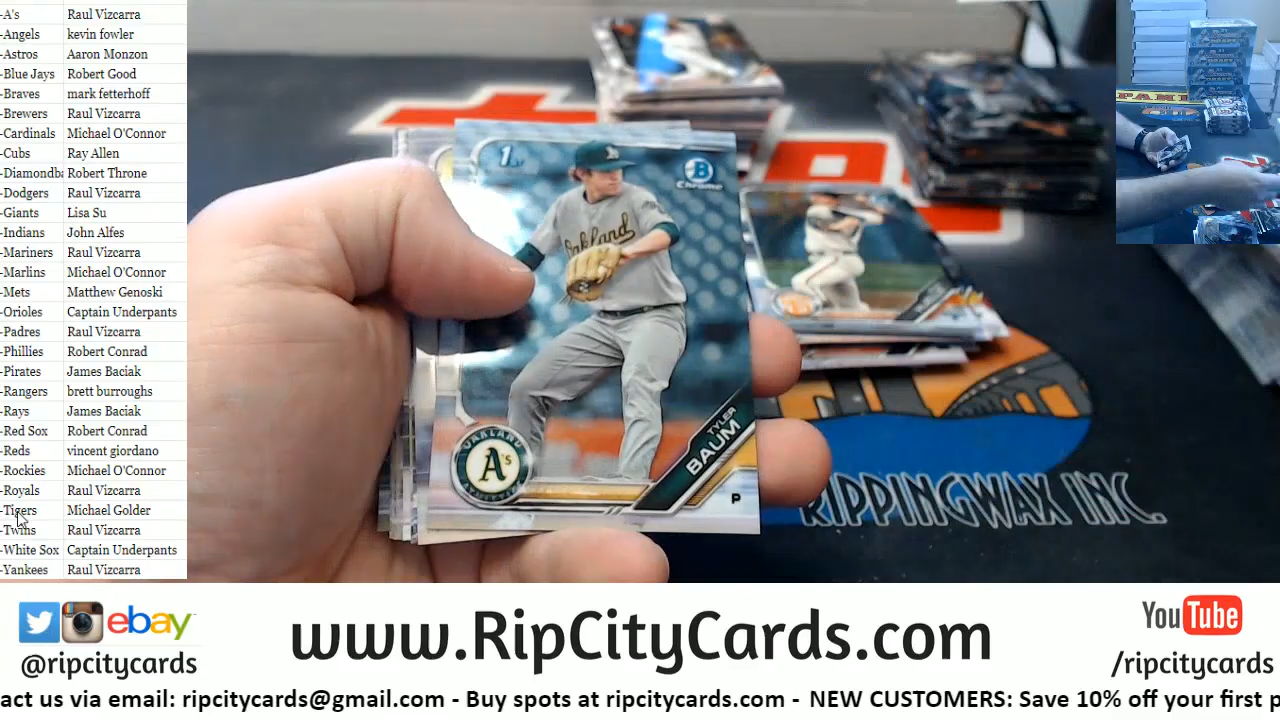 -A's Raul Vizcarra
-Angels kevin fowler
-Astros Aaron Monzon
-Blue Jays Robert Good
-Braves mark fetterhoff
-Brewers Raul Vizcarra
-Cardinals Michael O'Connor
-Cubs Ray Allen
-Diamondba Robert Throne
-Dodgers Raul Vizcarra
-Giants Lisa Su
-Indians John Alfes
-Mariners Raul Vizcarra
-Marlins Michael O'Connor
-Mets Matthew Genoski
-Orioles Captain Underpants
-Padres Raul Vizcarra
-Phillies Robert Conrad
-Pirates James Baciak
-Rangers brett burroughs
-Rays James Baciak
-Red Sox Robert Conrad
-Reds vincent giordano
-Rockies Michael O'Connor
-Royals Raul Vizcarra
-Tigers Michael Golder
-Twins Raul Vizcarra
-White Sox Captain Underpants
-Yankees Raul Vizcarra
1st
B
Chrome
Oakland
OAKLAND
A's
ATHLETICS
TYLER
BAUM
P
PANINI
RIPPINGWAX INC.
ebay
@ripcitycards
www.RipCityCards.com
YouTube
/ripcitycards
act us via email: ripcitycards@gmail.com - Buy spots at ripcitycards.com - NEW CUSTOMERS: Save 10% off your first p